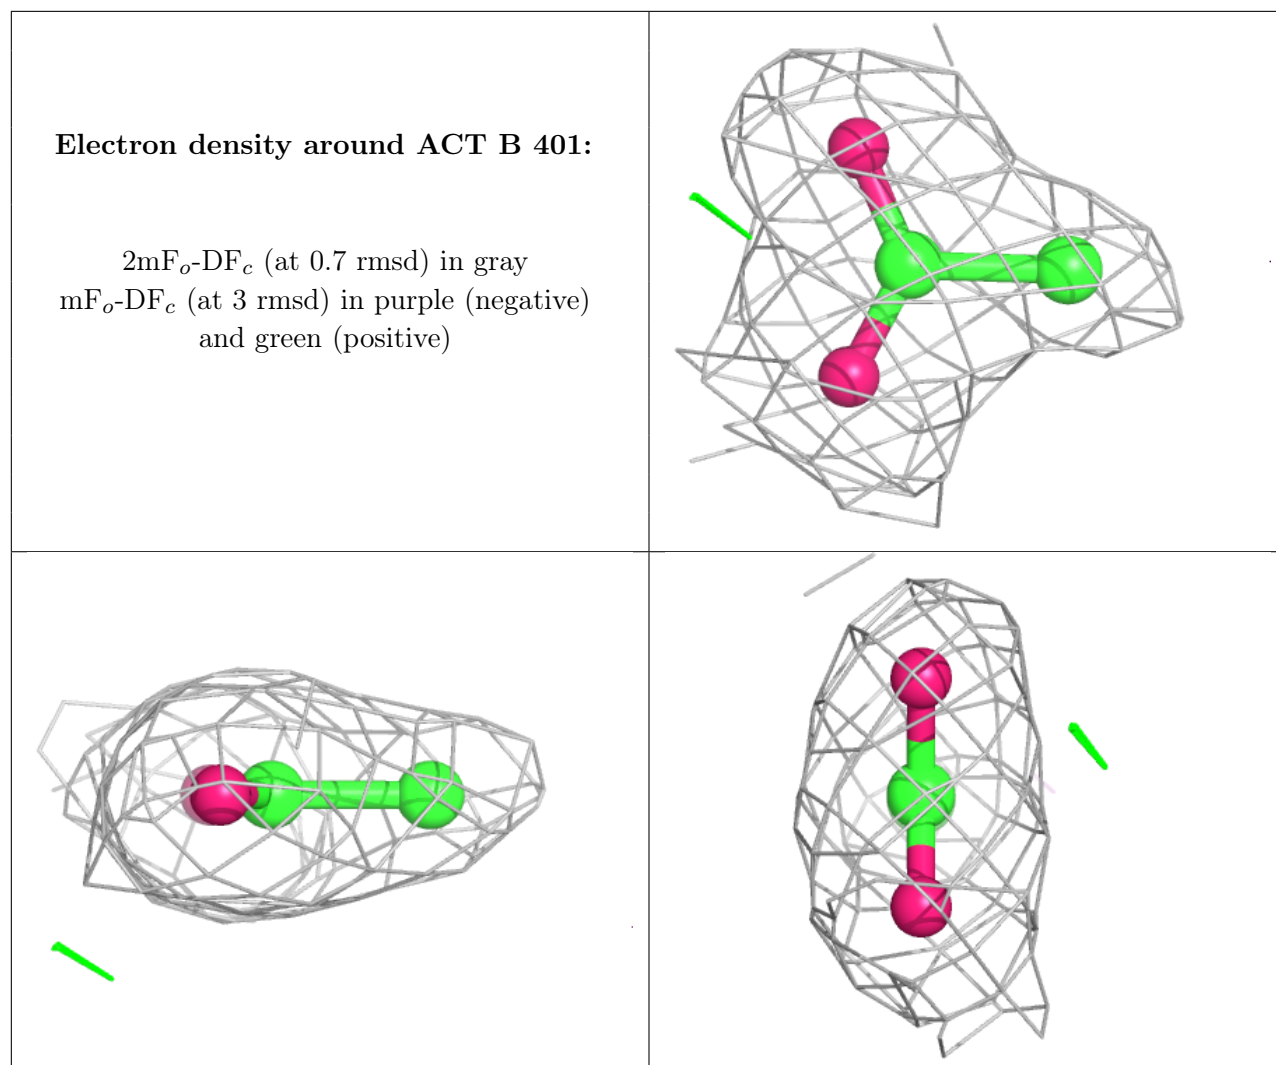 Electron density around ACT B 401:
2mFo-DFc (at 0.7 rmsd) in gray
mFo-DFc (at 3 rmsd) in purple (negative)
and green (positive)